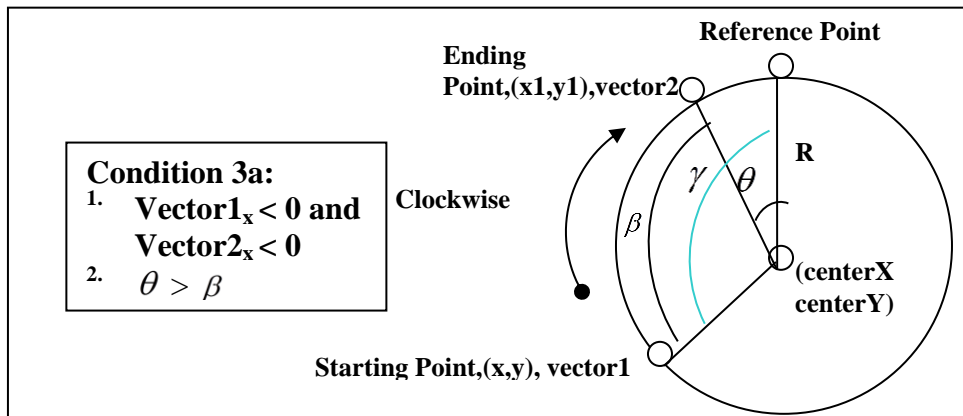 Reference Point
Ending
Point,(x1,y1),vector2
R
γ
θ
β
Condition 3a:
1. Vector1ₓ < 0 and
Vector2ₓ < 0
2. θ > β
Clockwise
(centerX
centerY)
Starting Point,(x,y), vector1